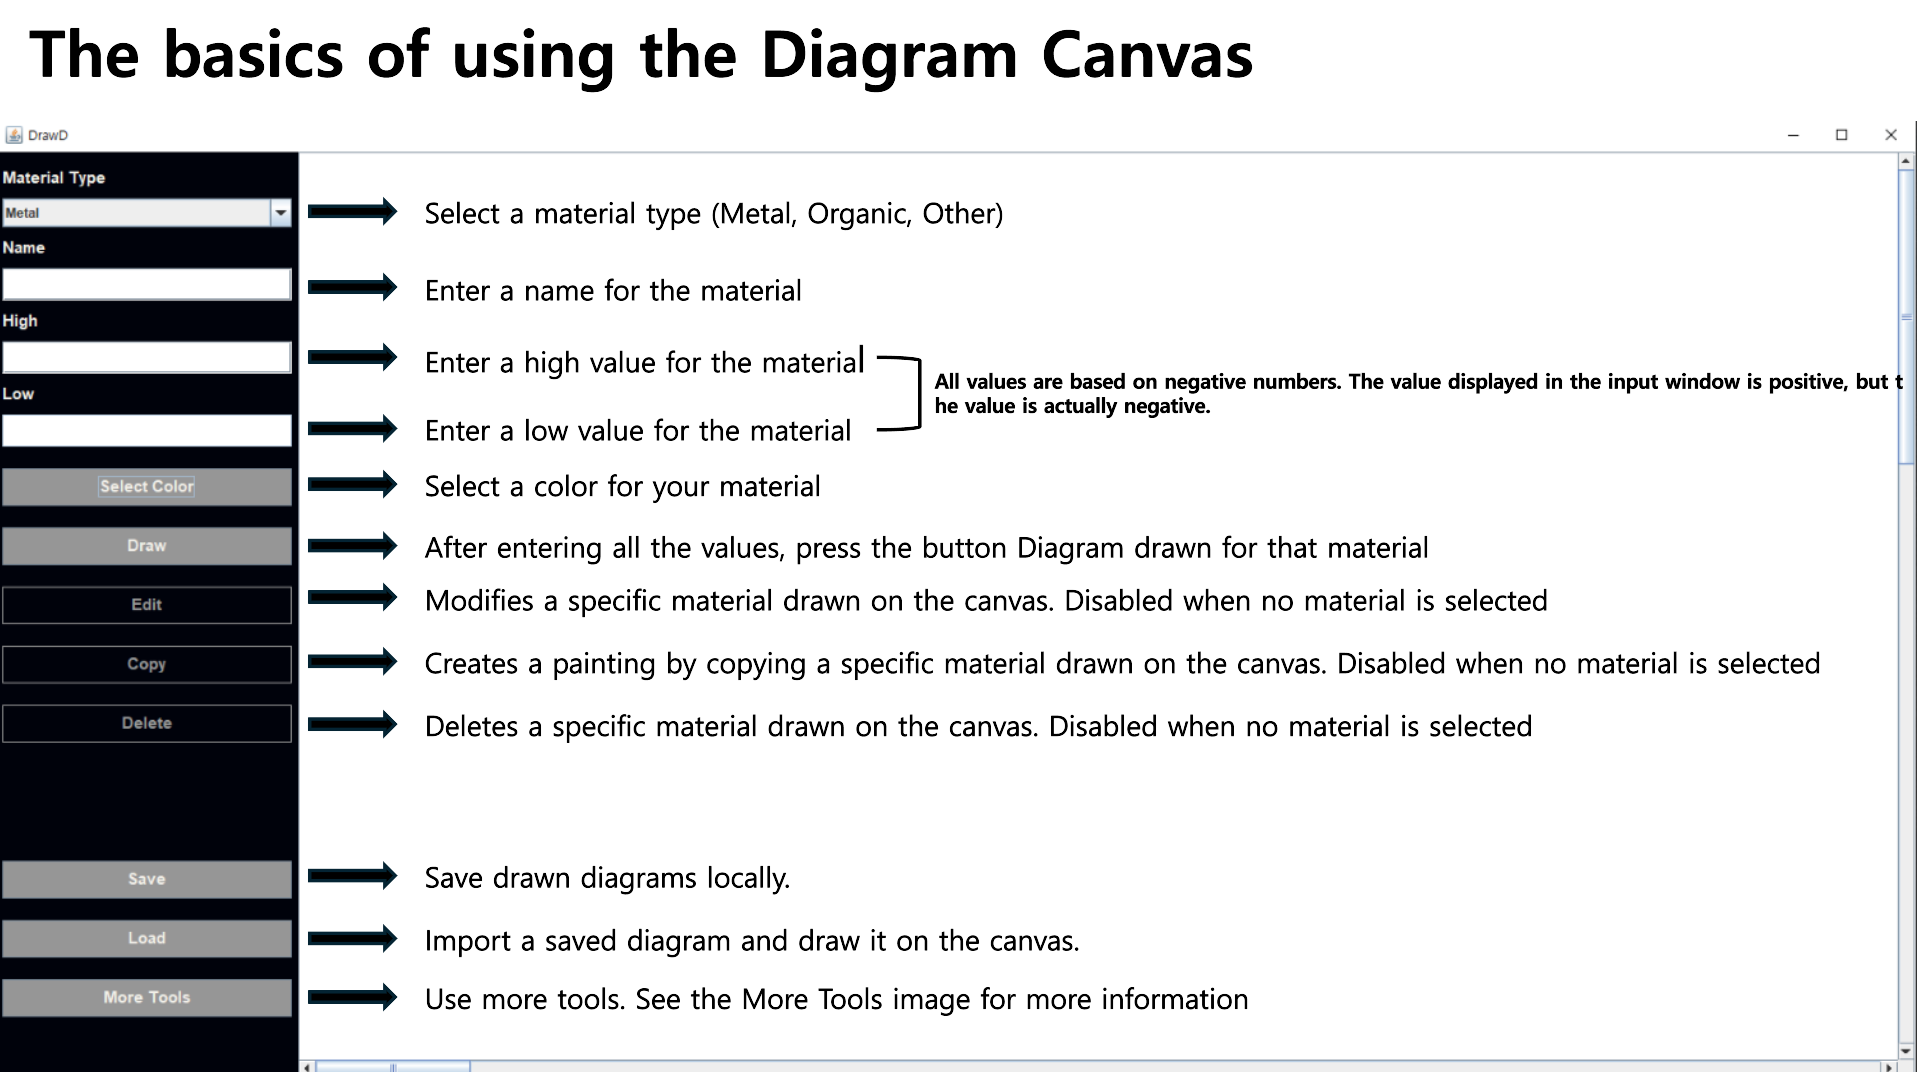 The basics of using the Diagram Canvas
DrawD
Material Type
Metal
Select a material type (Metal, Organic, Other)
Name
Enter a name for the material
High
Enter a high value for the material
All values are based on negative numbers. The value displayed in the input window is positive, but t
he value is actually negative.
Low
Enter a low value for the material
Select Color
Select a color for your material
Draw
After entering all the values, press the button Diagram drawn for that material
Edit
Modifies a specific material drawn on the canvas. Disabled when no material is selected
Copy
Creates a painting by copying a specific material drawn on the canvas. Disabled when no material is selected
Delete
Deletes a specific material drawn on the canvas. Disabled when no material is selected
Save
Save drawn diagrams locally.
Load
Import a saved diagram and draw it on the canvas.
More Tools
Use more tools. See the More Tools image for more information